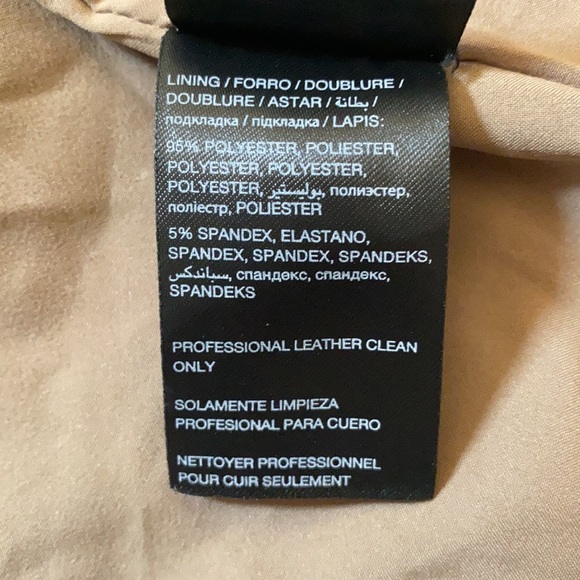 LINING / FORRO / DOUBLURE /
DOUBLURE / ASTAR / بطانة /
подкладка / підкладка / LAPIS:
95% POLYESTER, POLIESTER,
POLYESTER, POLYESTER,
POLYESTER, بوليستير, полиэстер,
поліестр, POLIESTER
5% SPANDEX, ELASTANO,
SPANDEX, SPANDEX, SPANDEKS,
سباندكس, спандекс, спандекс,
SPANDEKS
PROFESSIONAL LEATHER CLEAN
ONLY
SOLAMENTE LIMPIEZA
PROFESIONAL PARA CUERO
NETTOYER PROFESSIONNEL
POUR CUIR SEULEMENT